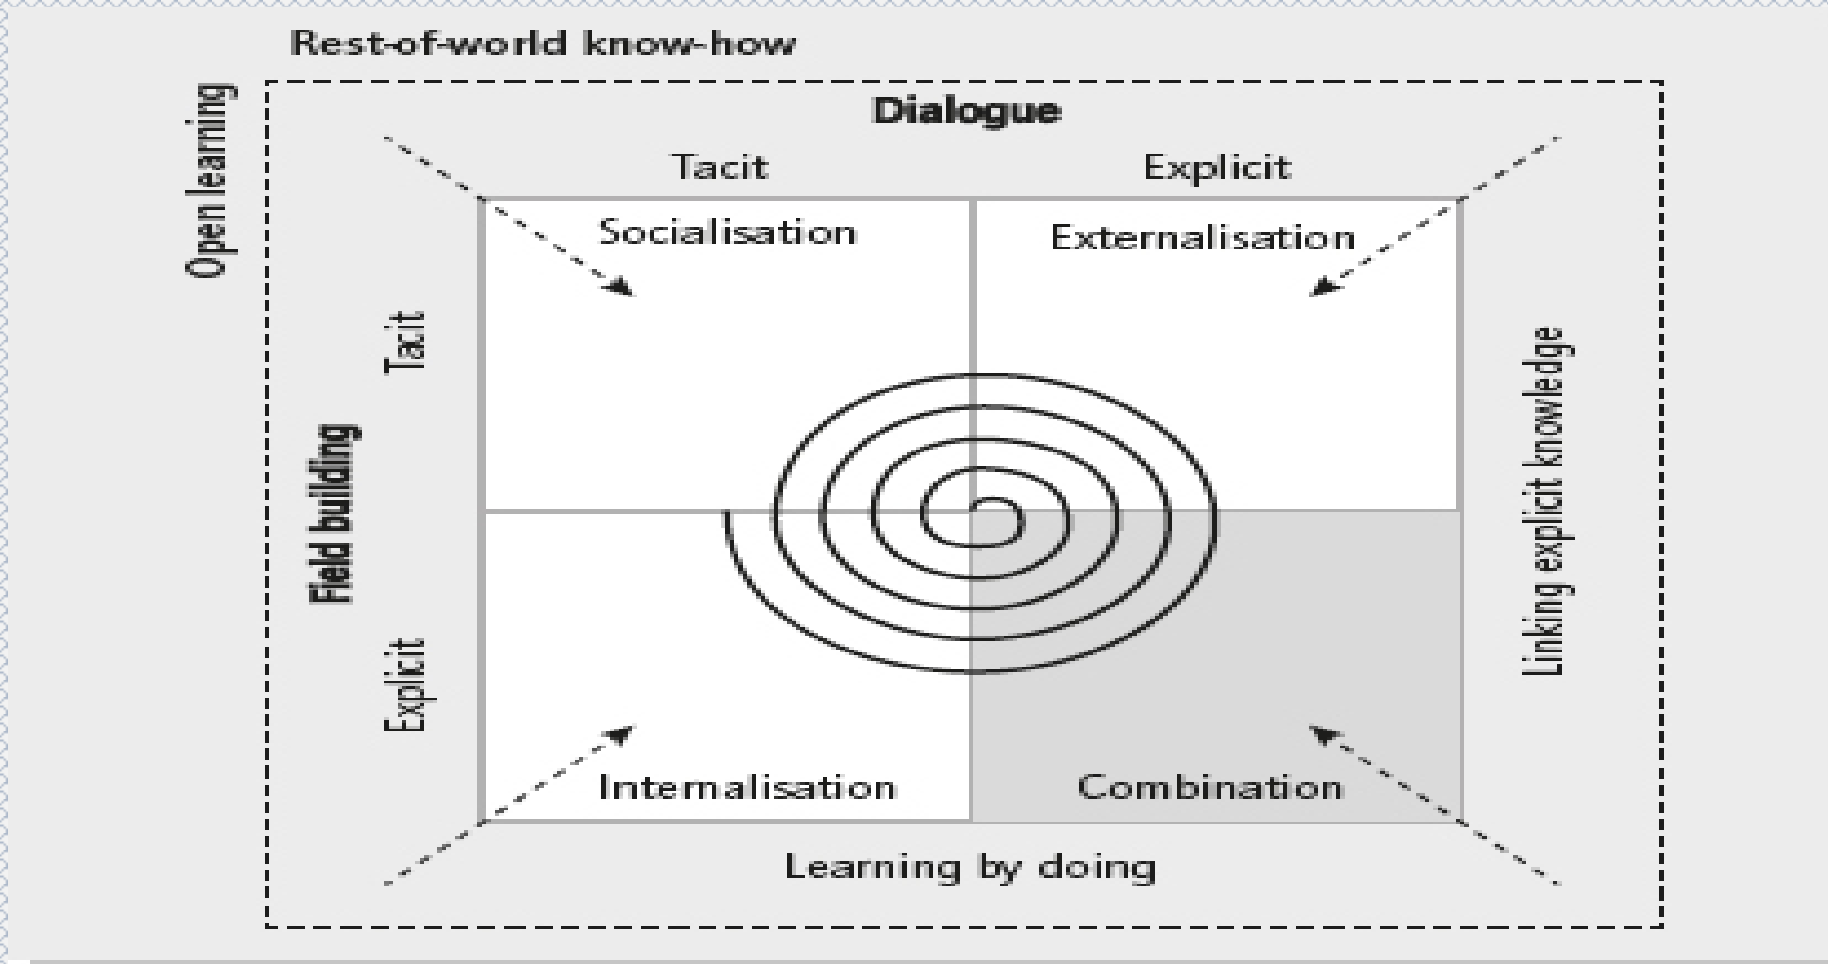 Rest-of-world know-how
Open learning
Dialogue
Tacit
Explicit
Socialisation
Externalisation
Tacit
Field building
Explicit
Linking explicit knowledge
Internalisation
Combination
Learning by doing